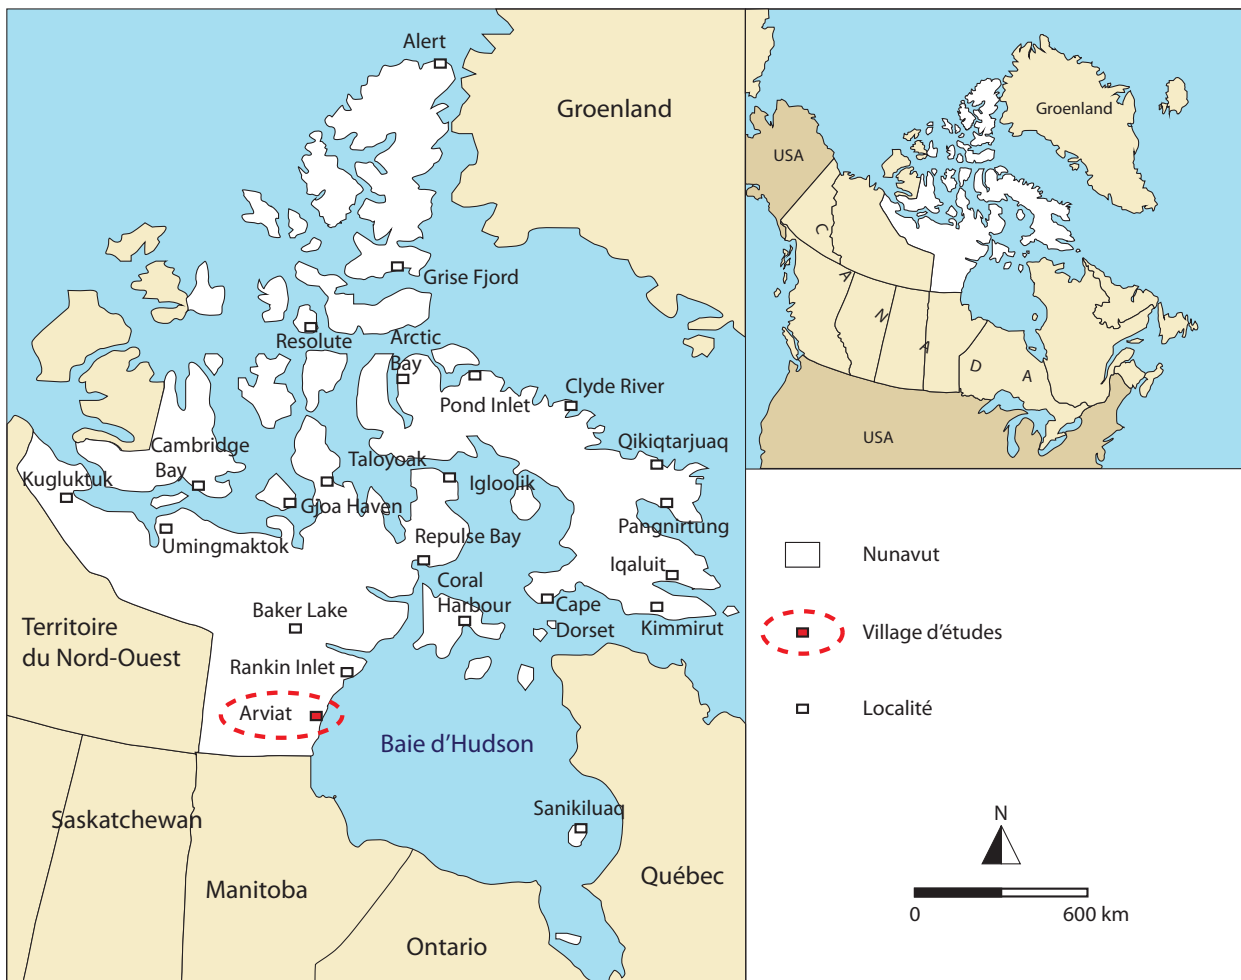 Alert
Groenland
Grise Fjord
Resolute
Arctic
Bay
Pond Inlet
Clyde River
Qikiqtarjuaq
Cambridge
Bay
Kugluktuk
Taloyoak
Igloolik
Gjoa Haven
Pangnirtung
Umingmaktok
Repulse Bay
Iqaluit
Coral
Harbour
Cape
Dorset
Kimmirut
Baker Lake
Territoire
du Nord-Ouest
Rankin Inlet
Arviat
Baie d'Hudson
Sanikiluaq
Saskatchewan
Manitoba
Québec
Ontario
USA
Groenland
C
A
N
A
D
A
USA
Nunavut
Village d'études
Localité
N
0
600 km